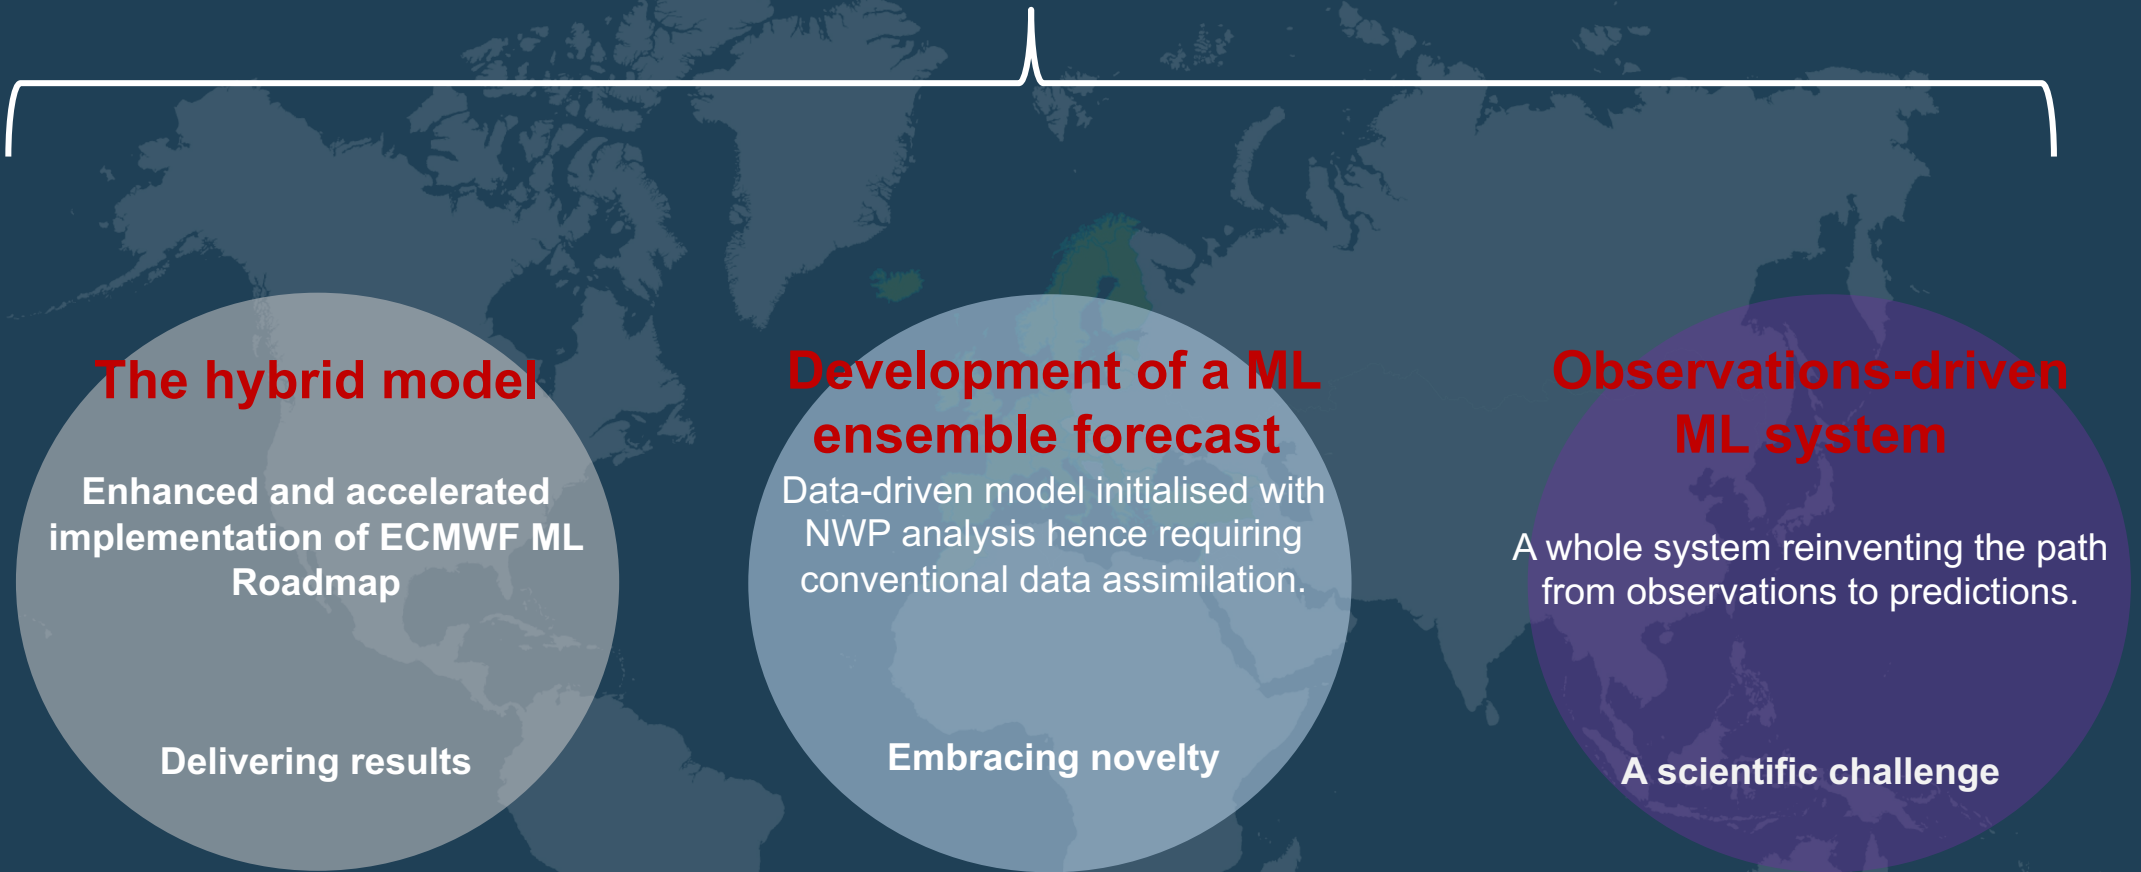 The hybrid model
Enhanced and accelerated
implementation of ECMWF ML
Roadmap
Delivering results
Development of a ML
ensemble forecast
Data-driven model initialised with
NWP analysis hence requiring
conventional data assimilation.
Embracing novelty
Observations-driven
ML system
A whole system reinventing the path
from observations to predictions.
A scientific challenge